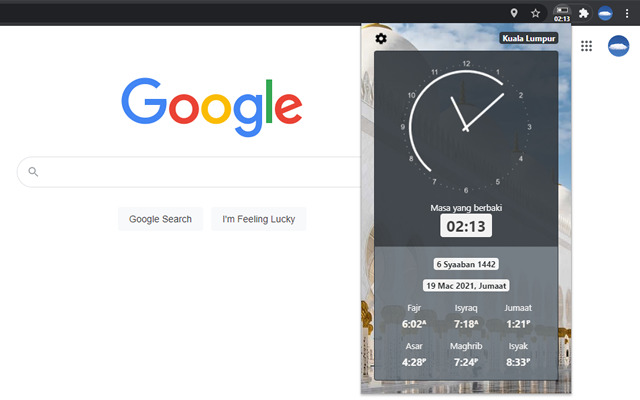 02:13
Kuala Lumpur
Google
Google Search
I'm Feeling Lucky
12
11
1
10
2
9
3
8
4
7
5
6
Masa yang berbaki
02:13
6 Syaaban 1442
19 Mac 2021, Jumaat
Fajr Isyraq Jumaat
6:02A 7:18A 1:21P
Asar Maghrib Isyak
4:28P 7:24P 8:33P